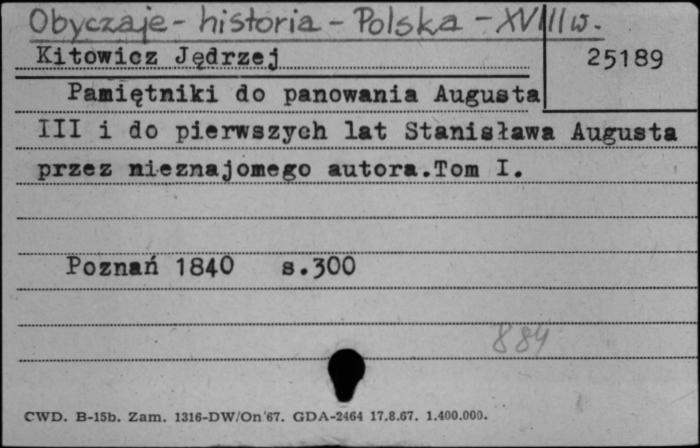 Obyczaje - historia - Polska - XVIII w.
Kitowicz Jędrzej
25189
Pamiętniki do panowania Augusta
III i do pierwszych lat Stanisława Augusta
przez nieznajomego autora.Tom I.
Poznań 1840 s.300
884
CWD. B-15b. Zam. 1316-DW/On'67. GDA-2464 17.8.67. 1.400.000.